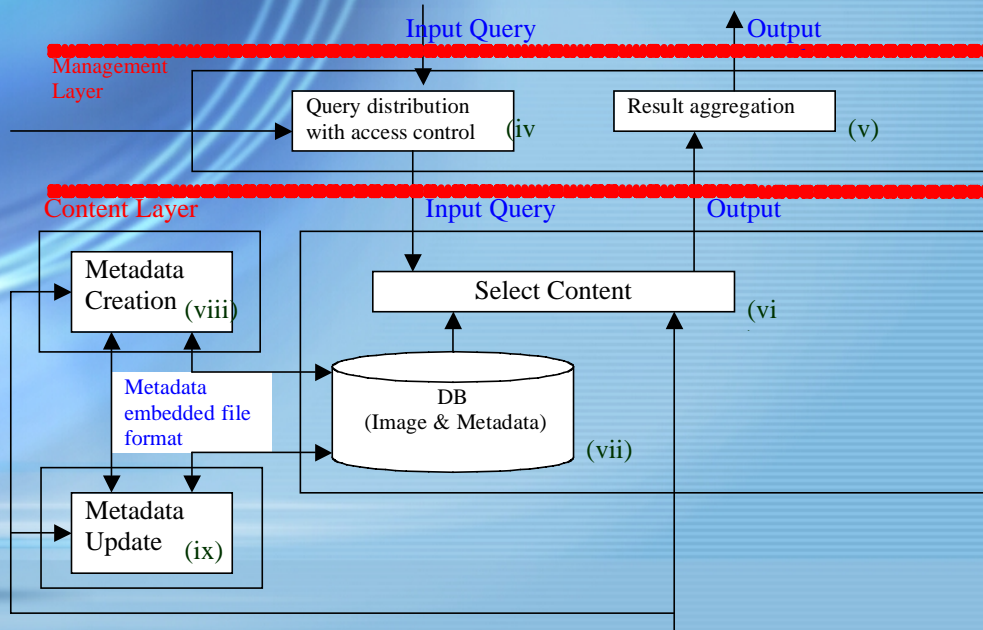 Input Query
Output
Management
Layer
Query distribution
with access control
(iv
Result aggregation
(v)
Content Layer
Input Query
Output
Metadata
Creation
(viii)
Select Content
(vi
Metadata
embedded file
format
DB
(Image & Metadata)
(vii)
Metadata
Update
(ix)